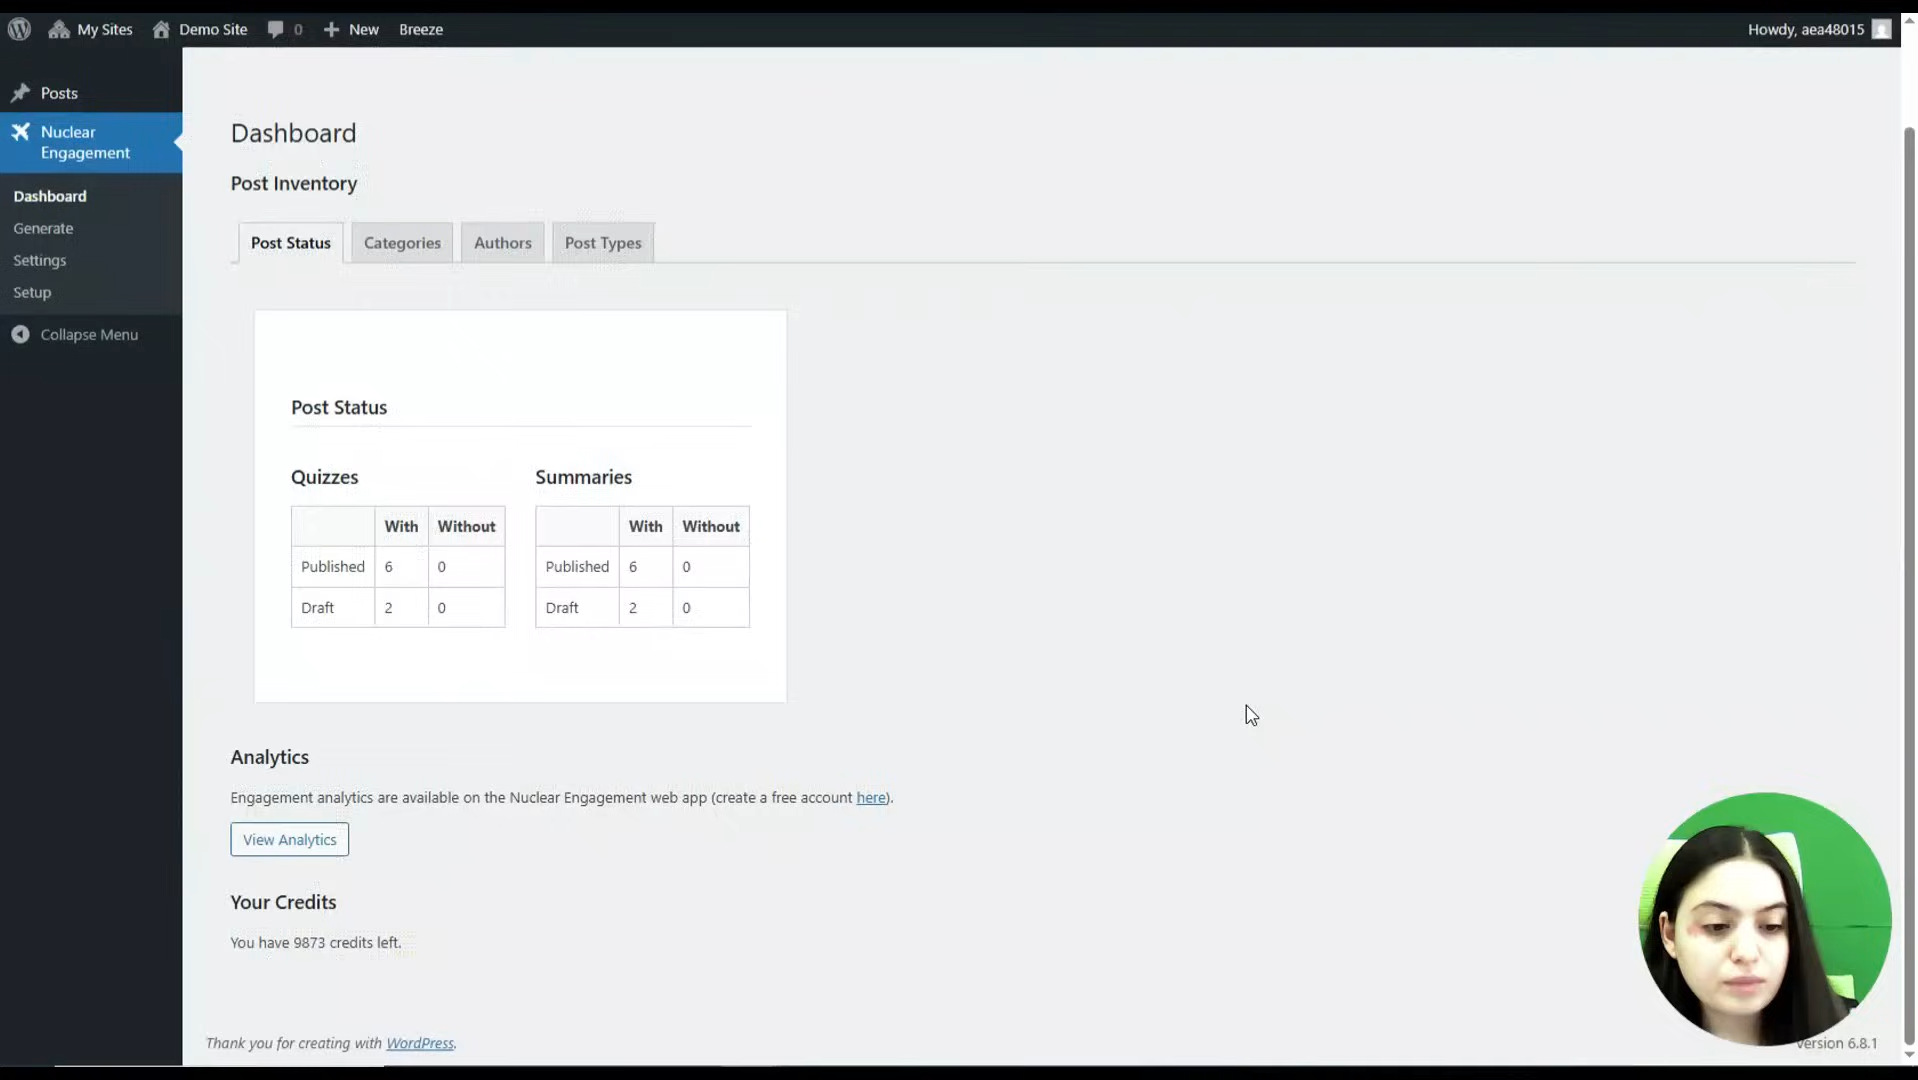 My Sites Demo Site 0 New Breeze Howdy, aea48015
Posts
Nuclear
Engagement
Dashboard
Generate
Settings
Setup
Collapse Menu
Dashboard
Post Inventory
Post Status Categories Authors Post Types
Post Status
Quizzes
With Without
Published 6 0
Draft 2 0
Summaries
With Without
Published 6 0
Draft 2 0
Analytics
Engagement analytics are available on the Nuclear Engagement web app (create a free account here).
View Analytics
Your Credits
You have 9873 credits left.
Thank you for creating with WordPress.
Version 6.8.1